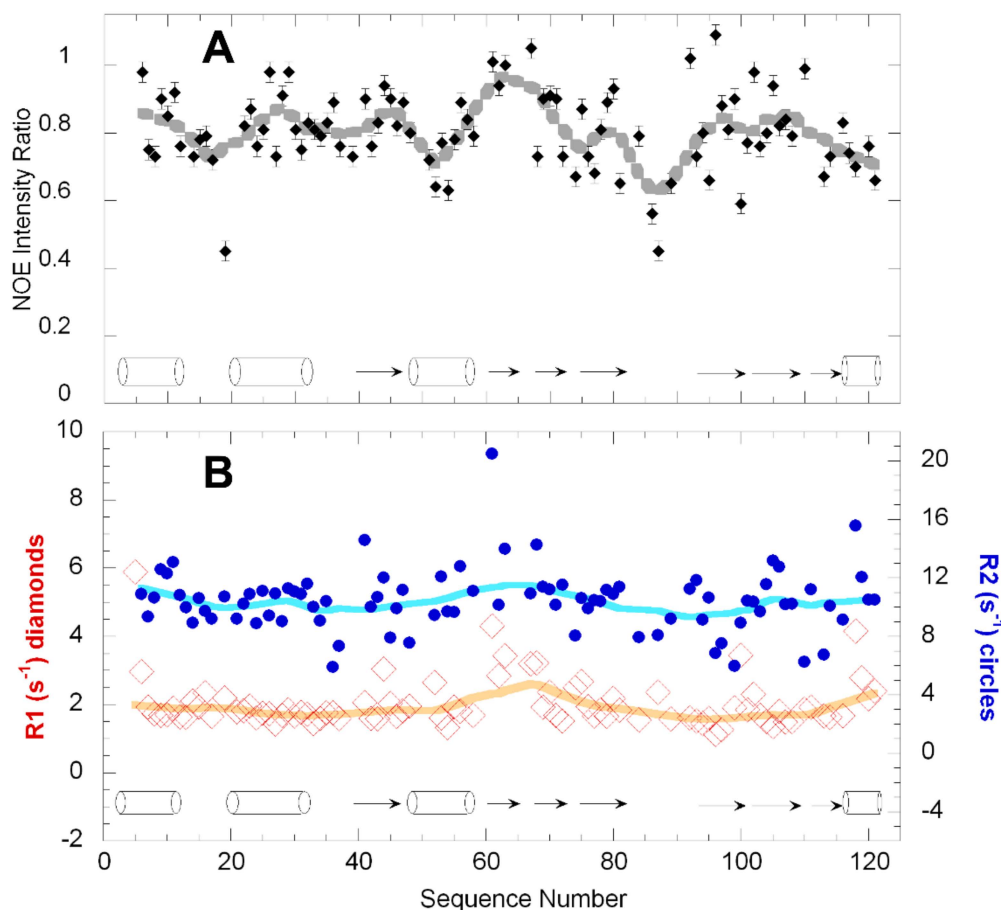 A
1
0.8
0.6
0.4
0.2
0
NOE Intensity Ratio
B
10
8
6
4
2
0
-2
R1 (s-1) diamonds
20
16
12
8
4
0
-4
R2 (s-1) circles
0 20 40 60 80 100 120
Sequence Number